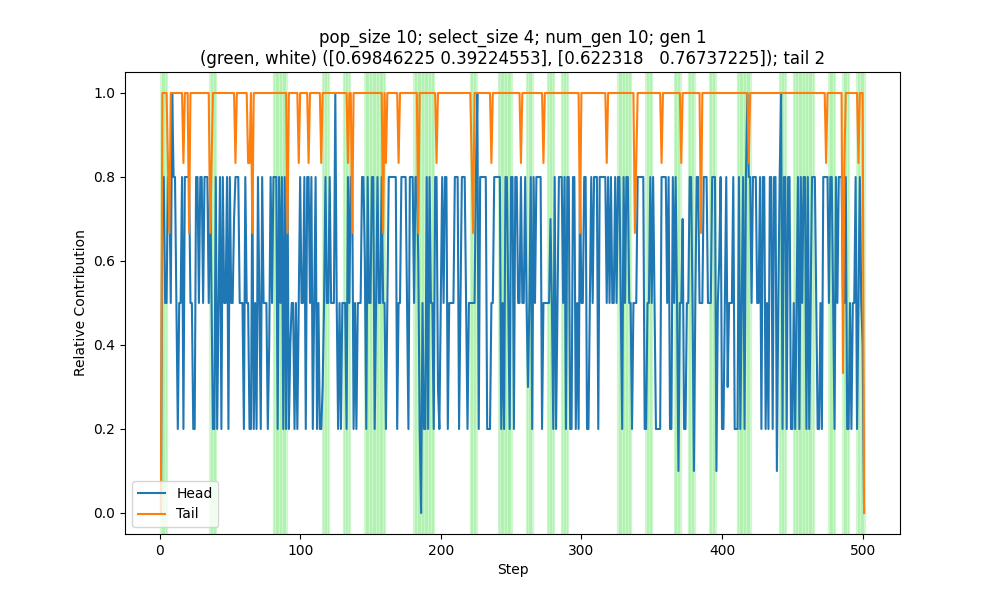 pop_size 10; select_size 4; num_gen 10; gen 1
(green, white) ([0.69846225 0.39224553], [0.622318   0.76737225]); tail 2
Relative Contribution
1.0
0.8
0.6
0.4
0.2
0.0
Head
Tail
0 100 200 300 400 500
Step